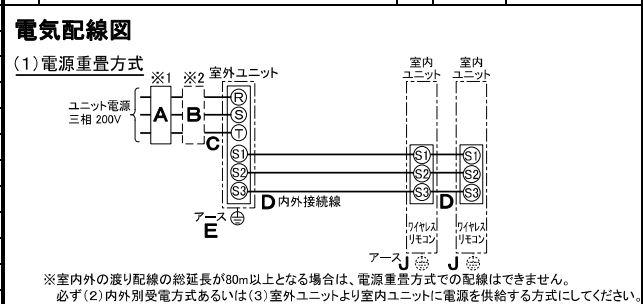 電気配線図
(1)電源重畳方式
※1 ※2 室外ユニット 室内ユニット 室内ユニット
ユニット電源
三相 200V
A
B
C
R
S
T
S1
S2
S3
S1
S2
S3
S1
S2
S3
D 内外接続線
D
アース
E
ワイヤレス
リモコン
ワイヤレス
リモコン
アース J
J
※室内外の渡り配線の総延長が80m以上となる場合は、電源重畳方式での配線はできません。
必ず(2)内外別受電方式あるいは(3)室外ユニットより室内ユニットに電源を供給する方式にしてください。